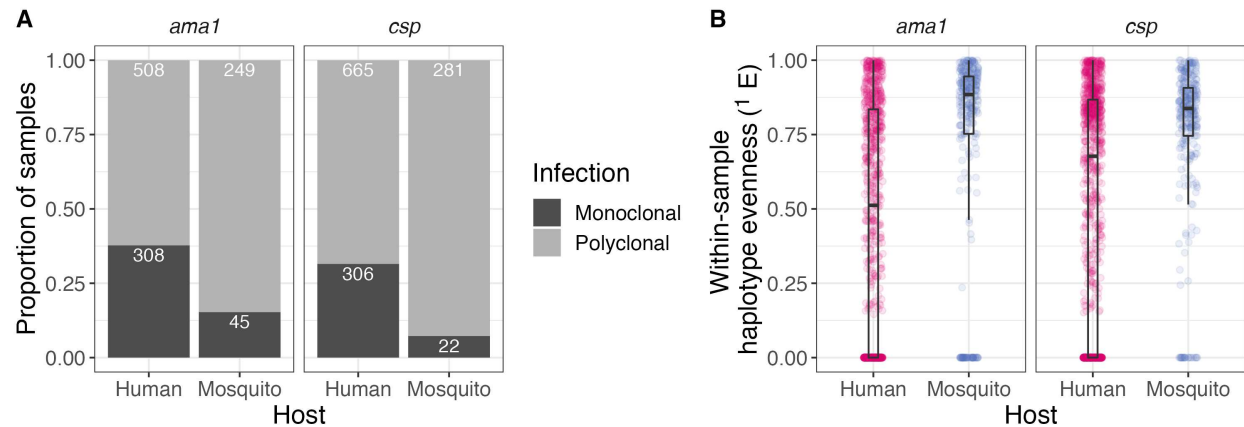 A
ama1
csp
Proportion of samples
1.00
0.75
0.50
0.25
0.00
508
249
308
45
665
281
306
22
Human
Mosquito
Human
Mosquito
Host
Infection
Monoclonal
Polyclonal
B
ama1
csp
Within-sample
haplotype evenness (¹ E)
1.00
0.75
0.50
0.25
0.00
Human
Mosquito
Human
Mosquito
Host